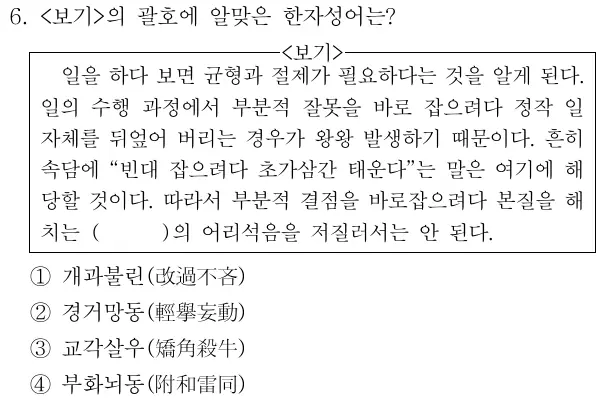 6. <보기>의 괄호에 알맞은 한자성어는?
<보기>
일을 하다 보면 균형과 절제가 필요하다는 것을 알게 된다.
일의 수행 과정에서 부분적 잘못을 바로 잡으려다 정작 일
자체를 뒤엎어 버리는 경우가 왕왕 발생하기 때문이다. 흔히
속담에 “빈대 잡으려다 초가삼간 태운다”는 말은 여기에 해
당할 것이다. 따라서 부분적 결점을 바로잡으려다 본질을 해
치는 (      )의 어리석음을 저질러서는 안 된다.
① 개과불린(改過不吝)
② 경거망동(輕擧妄動)
③ 교각살우(矯角殺牛)
④ 부화뇌동(附和雷同)